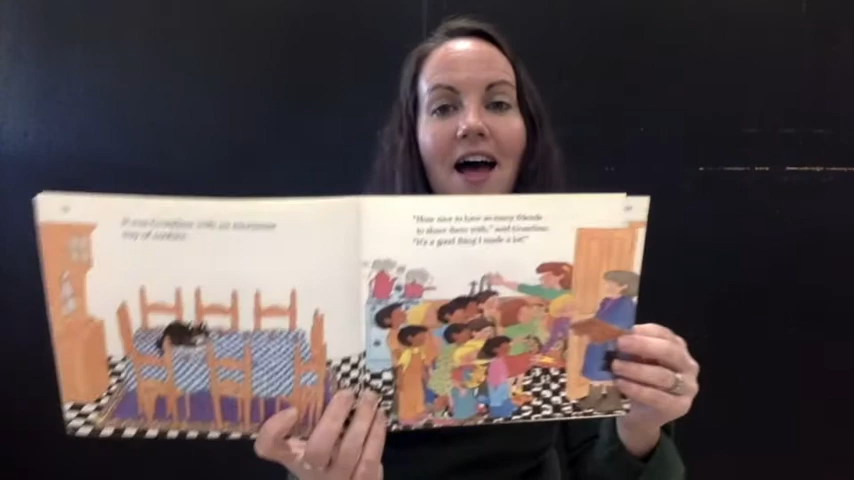 It was Grandma with an enormous
tray of cookies.
"How nice to have so many friends
to share them with," said Grandma.
"It's a good thing I made a lot!"